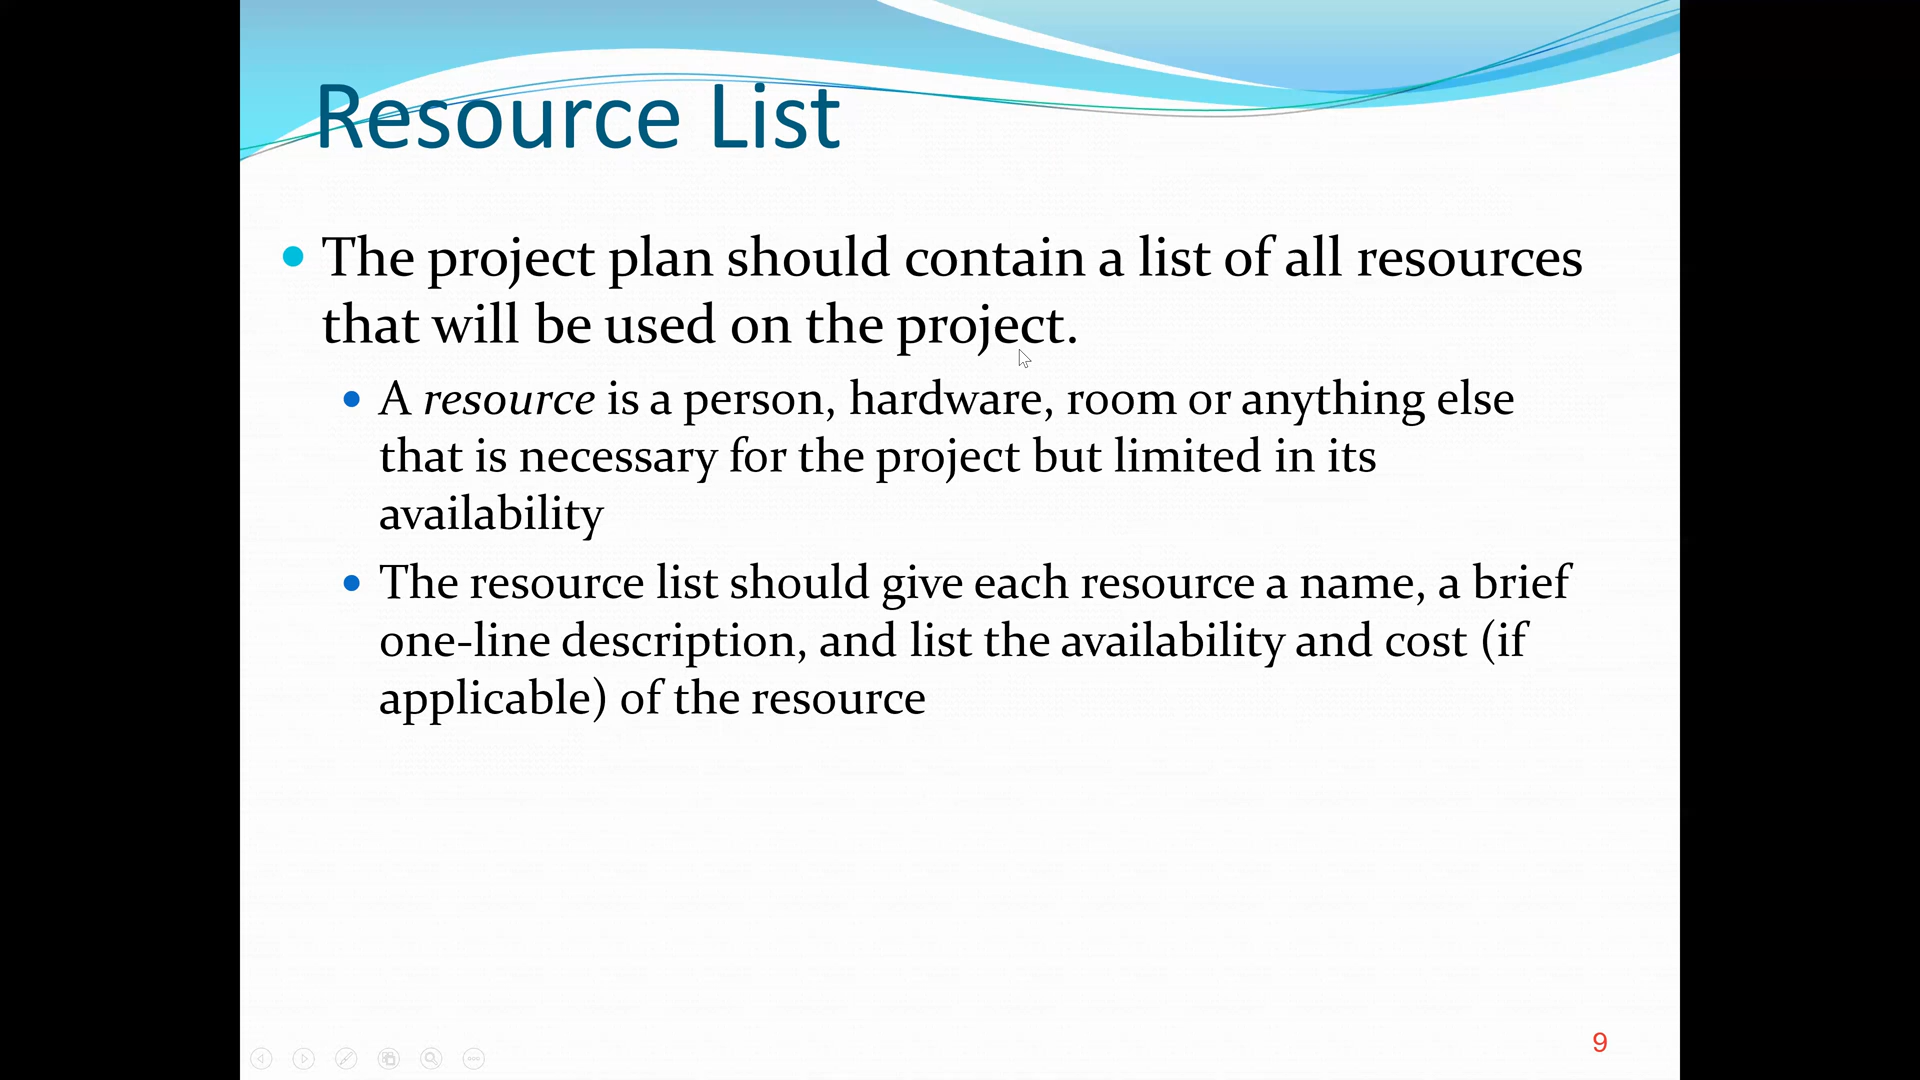 Resource List
• The project plan should contain a list of all resources
that will be used on the project.
• A resource is a person, hardware, room or anything else
that is necessary for the project but limited in its
availability
• The resource list should give each resource a name, a brief
one-line description, and list the availability and cost (if
applicable) of the resource
9